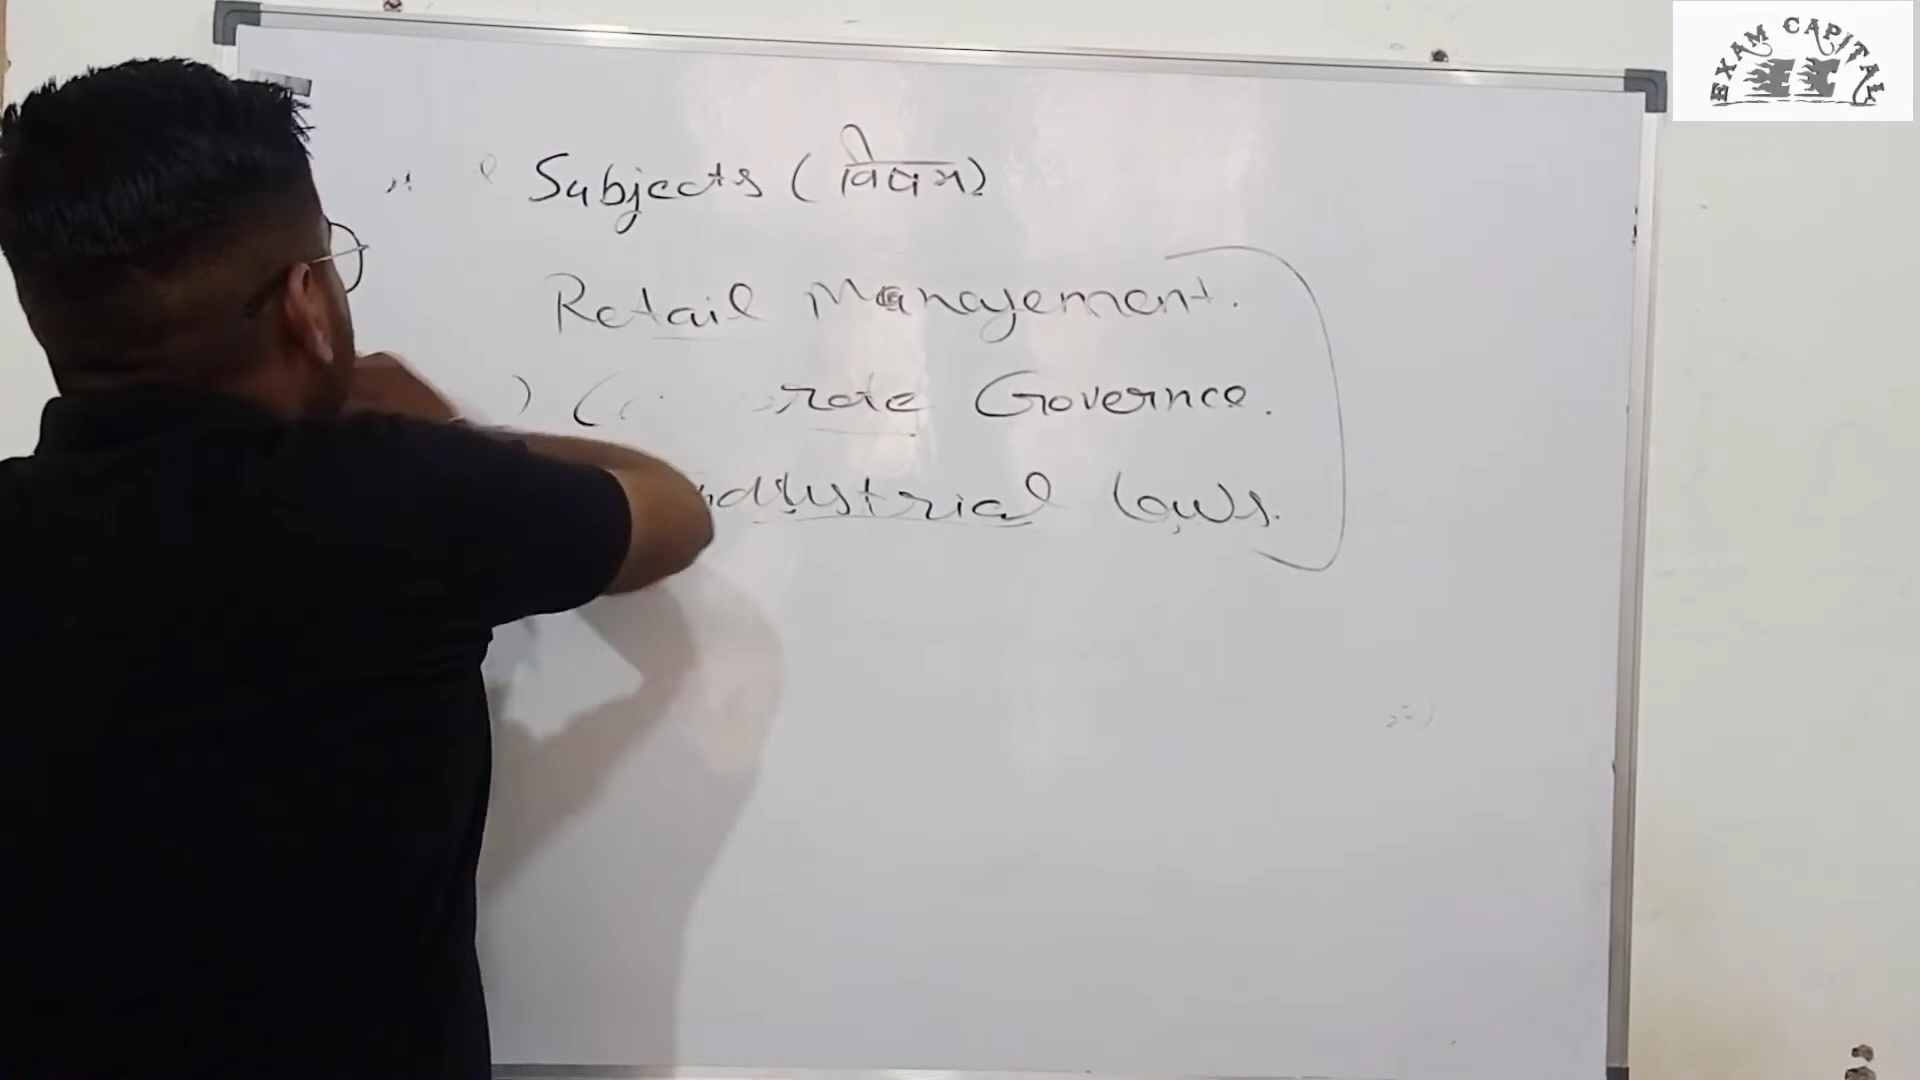 EXAM CAPITAL
Subjects (विषय)
Retail Management.
Governce.
Laws.